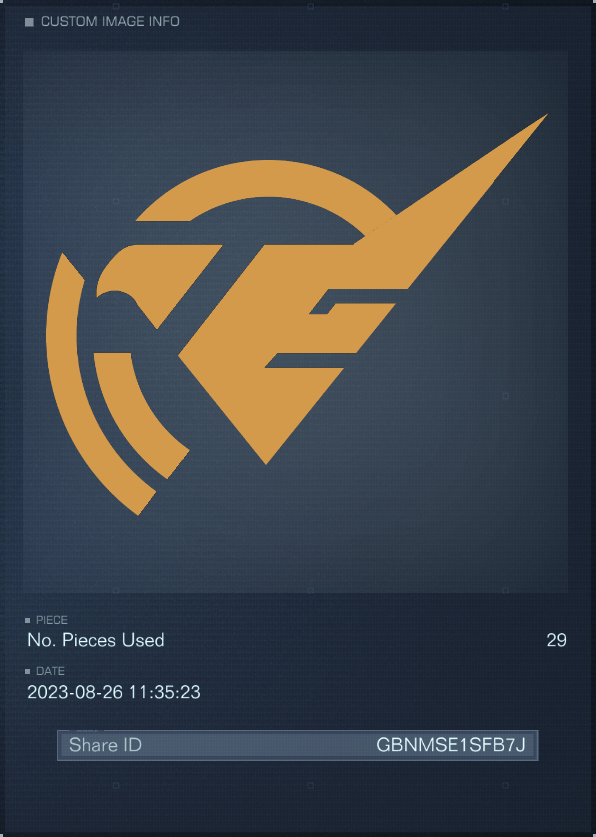 CUSTOM IMAGE INFO
PIECE
No. Pieces Used 29
DATE
2023-08-26 11:35:23
Share ID GBNMSE1SFB7J